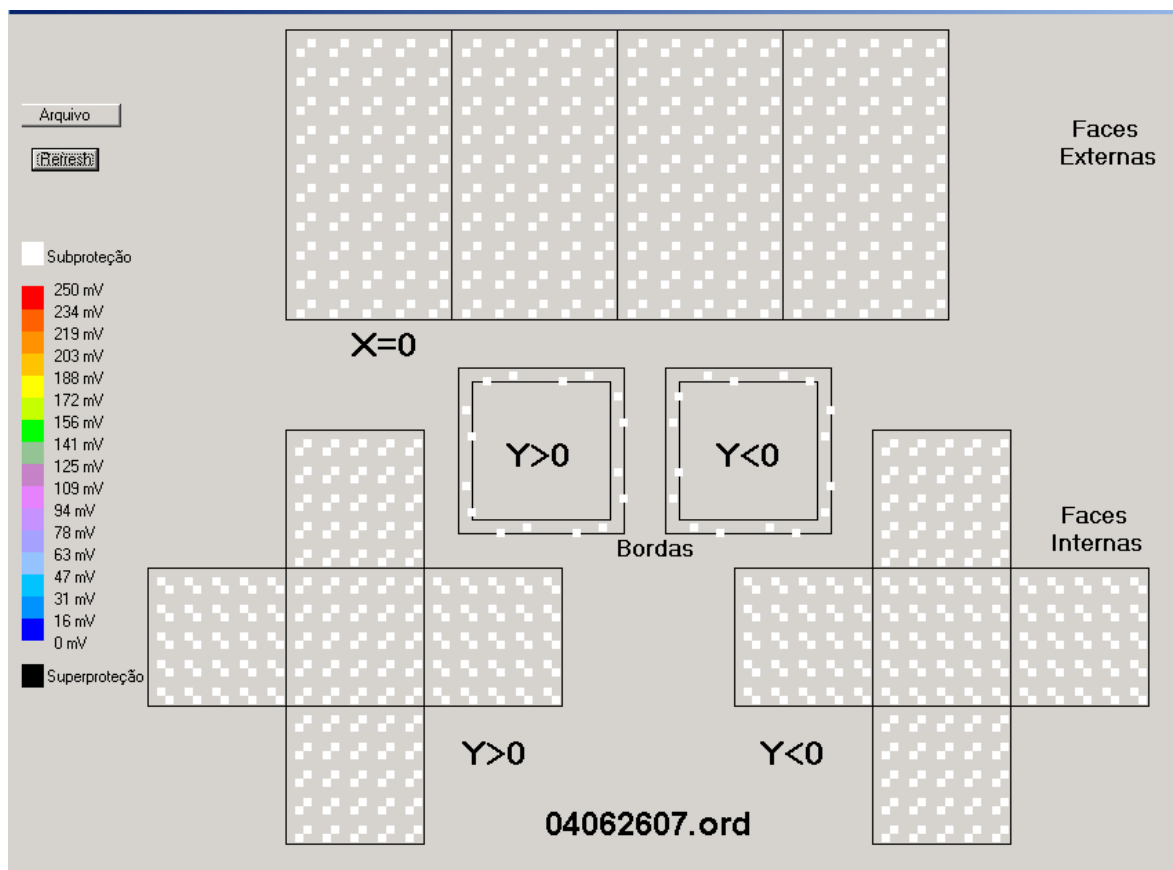 Arquivo
Refresh
Faces
Externas
Subproteção
250 mV
234 mV
219 mV
203 mV
188 mV
172 mV
156 mV
141 mV
125 mV
109 mV
94 mV
78 mV
63 mV
47 mV
31 mV
16 mV
0 mV
Superproteção
X=0
Y>0
Y<0
Bordas
Faces
Internas
Y>0
Y<0
04062607.ord